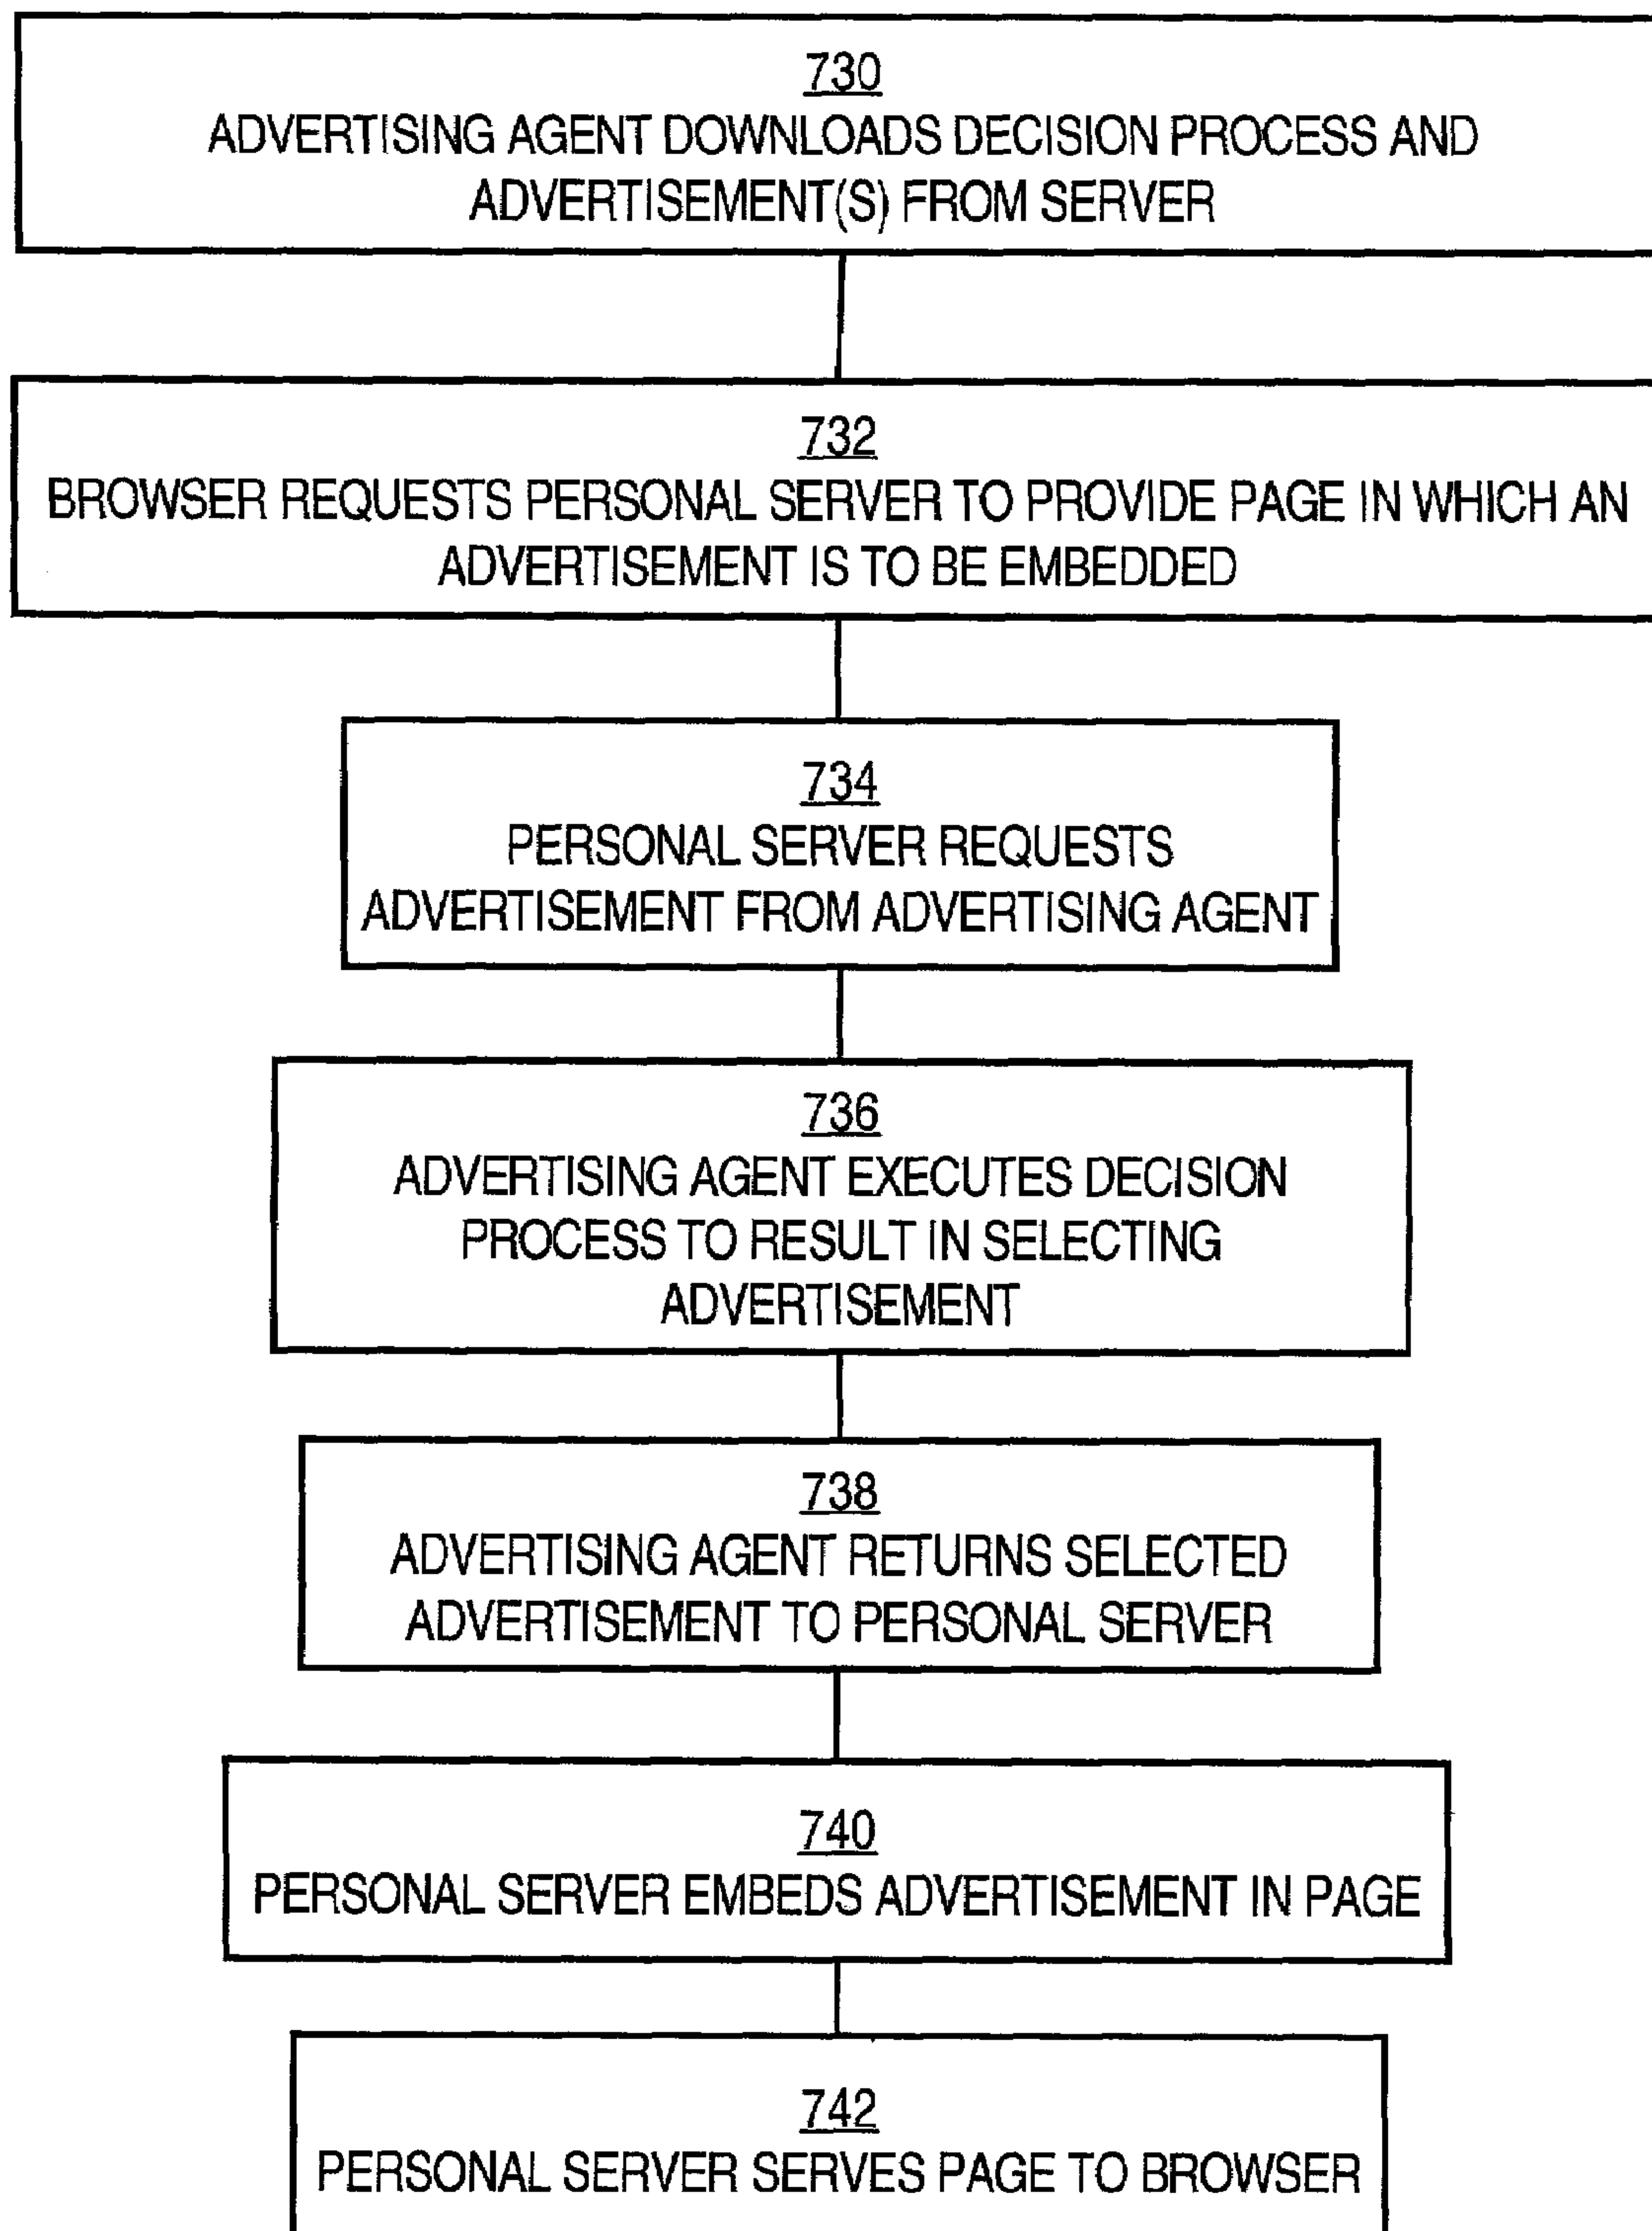 730
ADVERTISING AGENT DOWNLOADS DECISION PROCESS AND
ADVERTISEMENT(S) FROM SERVER
732
BROWSER REQUESTS PERSONAL SERVER TO PROVIDE PAGE IN WHICH AN
ADVERTISEMENT IS TO BE EMBEDDED
734
PERSONAL SERVER REQUESTS
ADVERTISEMENT FROM ADVERTISING AGENT
736
ADVERTISING AGENT EXECUTES DECISION
PROCESS TO RESULT IN SELECTING
ADVERTISEMENT
738
ADVERTISING AGENT RETURNS SELECTED
ADVERTISEMENT TO PERSONAL SERVER
740
PERSONAL SERVER EMBEDS ADVERTISEMENT IN PAGE
742
PERSONAL SERVER SERVES PAGE TO BROWSER